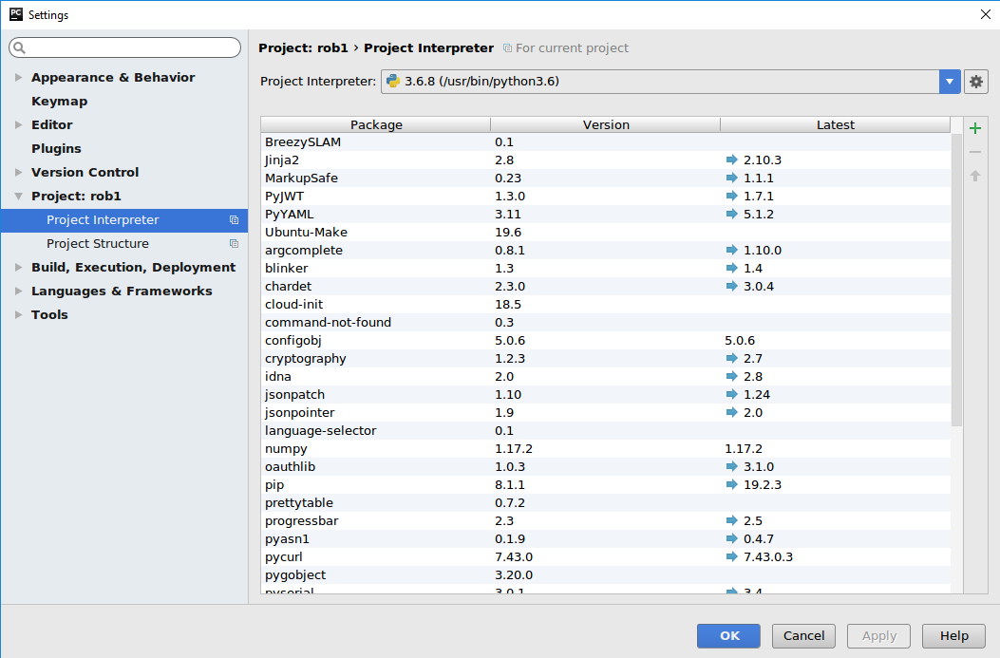 PC Settings
Project: rob1 › Project Interpreter For current project
Appearance & Behavior
Keymap
Editor
Plugins
Version Control
Project: rob1
Project Interpreter
Project Structure
Build, Execution, Deployment
Languages & Frameworks
Tools
Project Interpreter: 3.6.8 (/usr/bin/python3.6)
Package Version Latest
BreezySLAM 0.1
Jinja2 2.8 2.10.3
MarkupSafe 0.23 1.1.1
PyJWT 1.3.0 1.7.1
PyYAML 3.11 5.1.2
Ubuntu-Make 19.6
argcomplete 0.8.1 1.10.0
blinker 1.3 1.4
chardet 2.3.0 3.0.4
cloud-init 18.5
command-not-found 0.3
configobj 5.0.6 5.0.6
cryptography 1.2.3 2.7
idna 2.0 2.8
jsonpatch 1.10 1.24
jsonpointer 1.9 2.0
language-selector 0.1
numpy 1.17.2 1.17.2
oauthlib 1.0.3 3.1.0
pip 8.1.1 19.2.3
prettytable 0.7.2
progressbar 2.3 2.5
pyasn1 0.1.9 0.4.7
pycurl 7.43.0 7.43.0.3
pygobject 3.20.0
pyserial 3.0.1 3.4
OK Cancel Apply Help